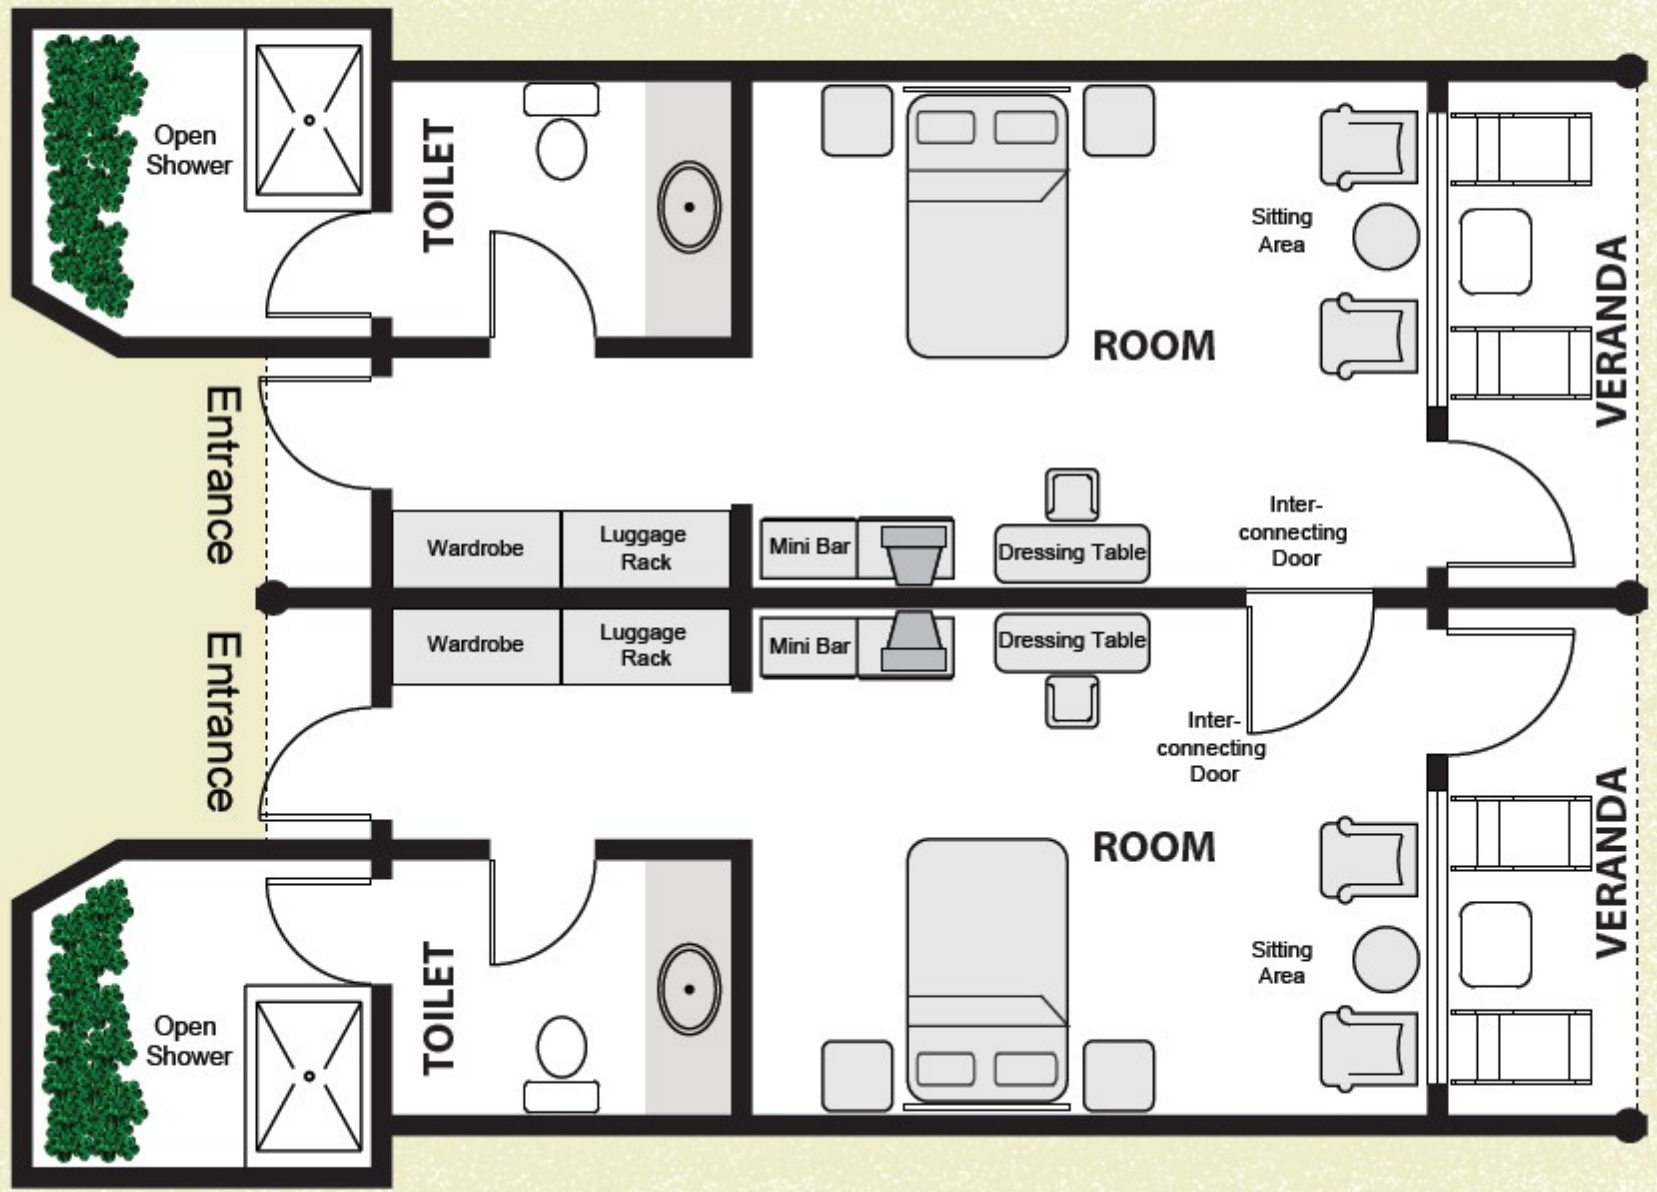 Open
Shower
TOILET
Sitting
Area
ROOM
VERANDA
Entrance
Wardrobe
Luggage
Rack
Mini Bar
Dressing Table
Inter-
connecting
Door
Entrance
Wardrobe
Luggage
Rack
Mini Bar
Dressing Table
Inter-
connecting
Door
ROOM
VERANDA
Sitting
Area
Open
Shower
TOILET